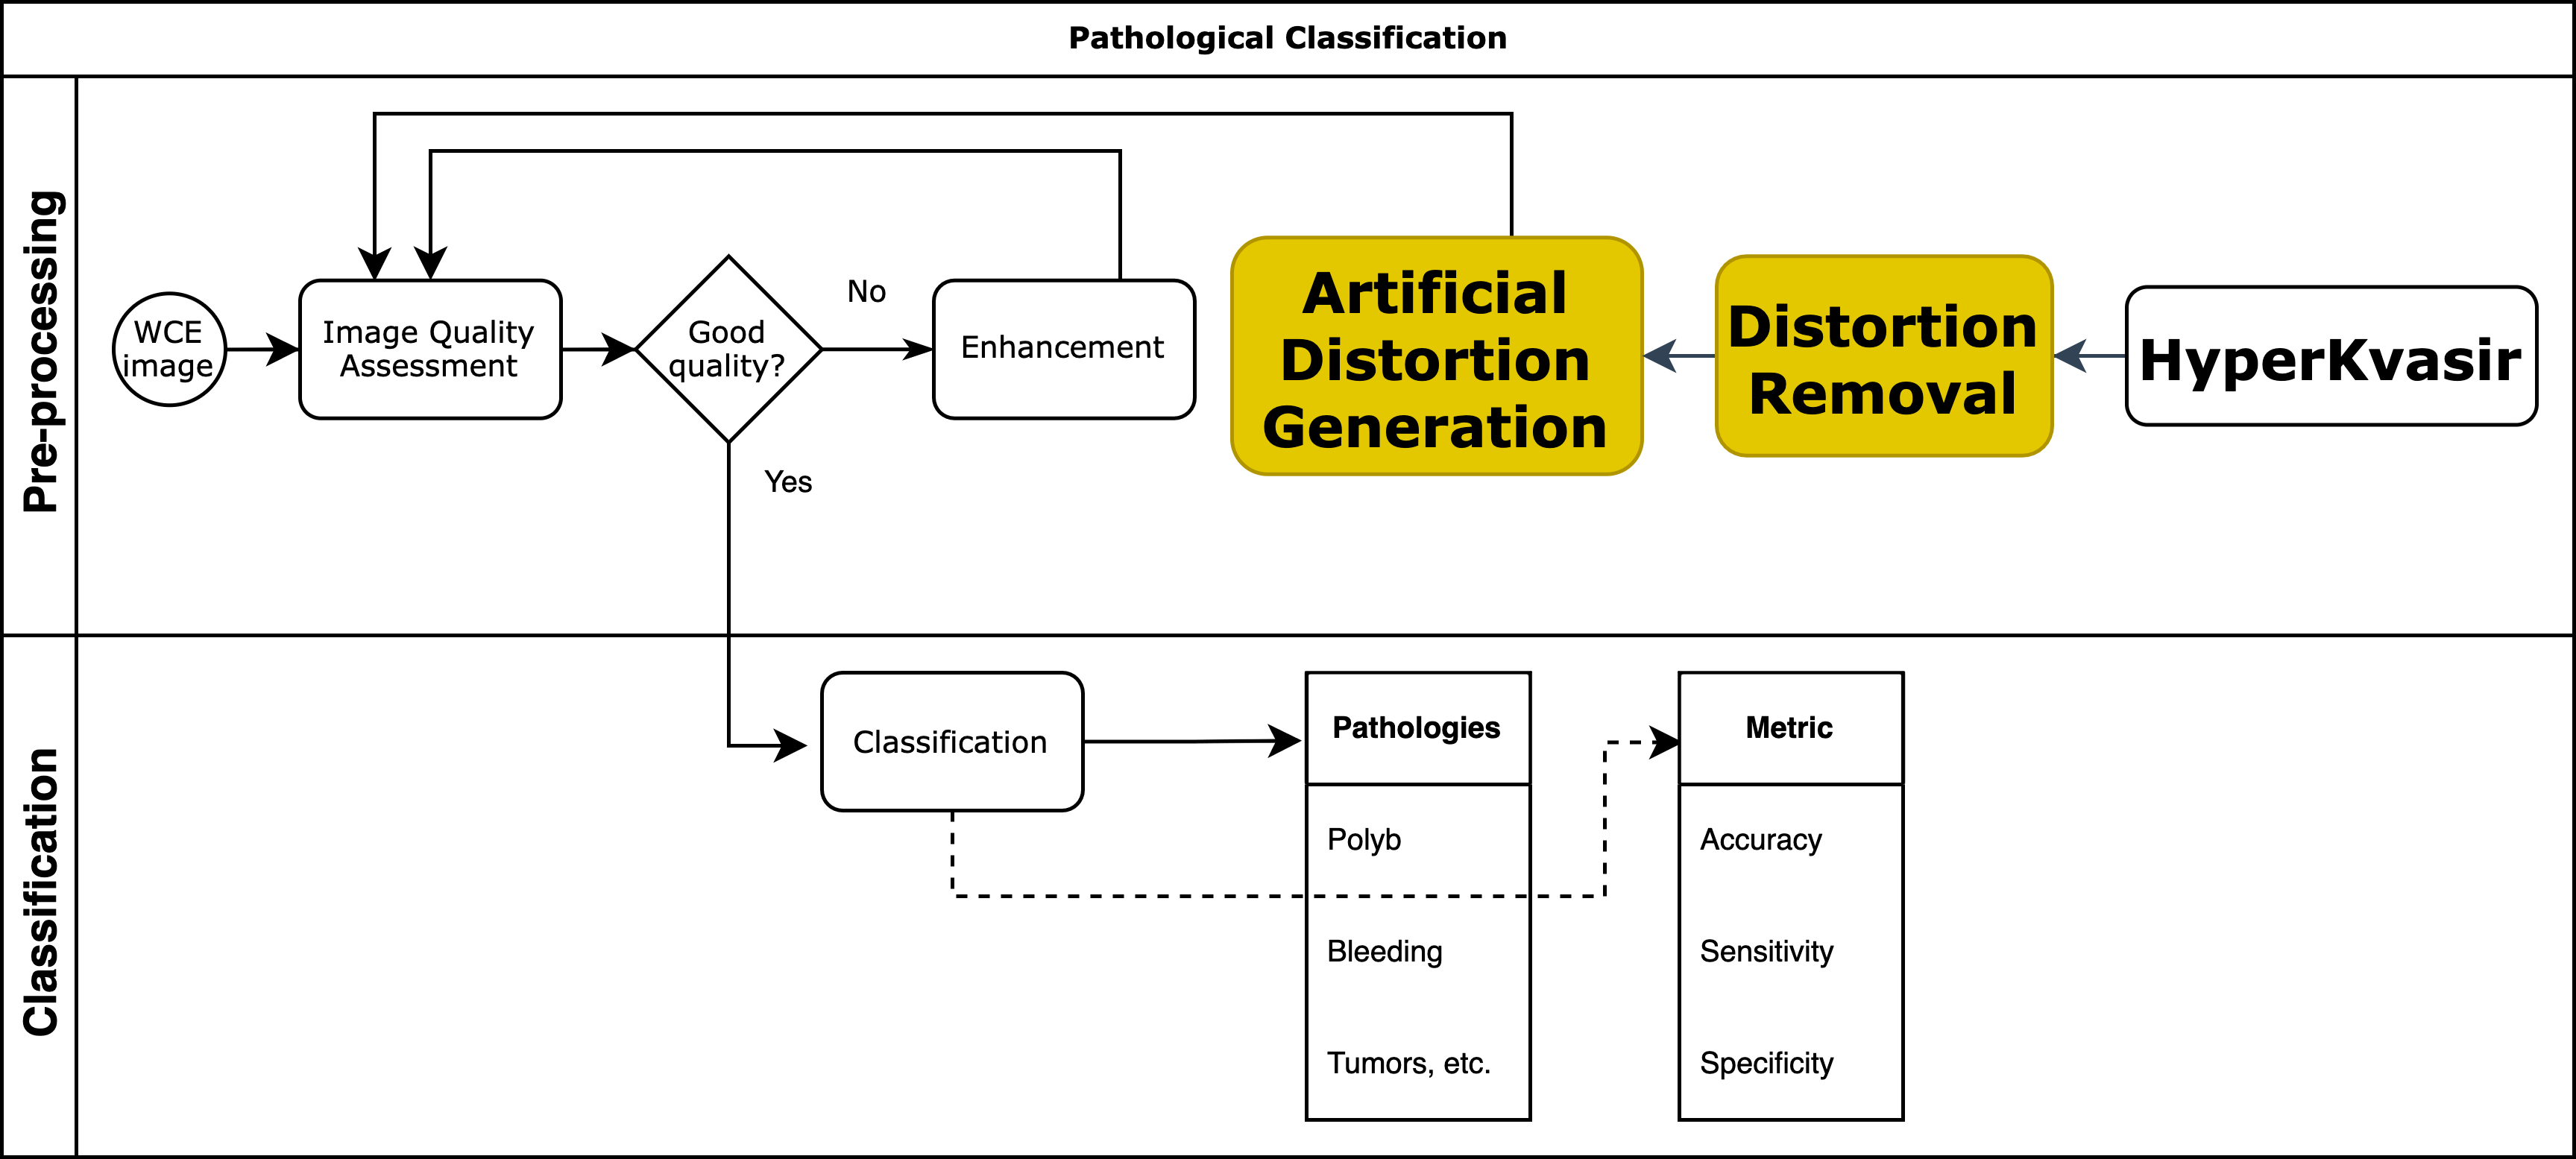 Pathological Classification
Pre-processing
WCE
image
Image Quality
Assessment
Good
quality?
No
Yes
Enhancement
Artificial
Distortion
Generation
Distortion
Removal
HyperKvasir
Classification
Classification
Pathologies
Polyb
Bleeding
Tumors, etc.
Metric
Accuracy
Sensitivity
Specificity